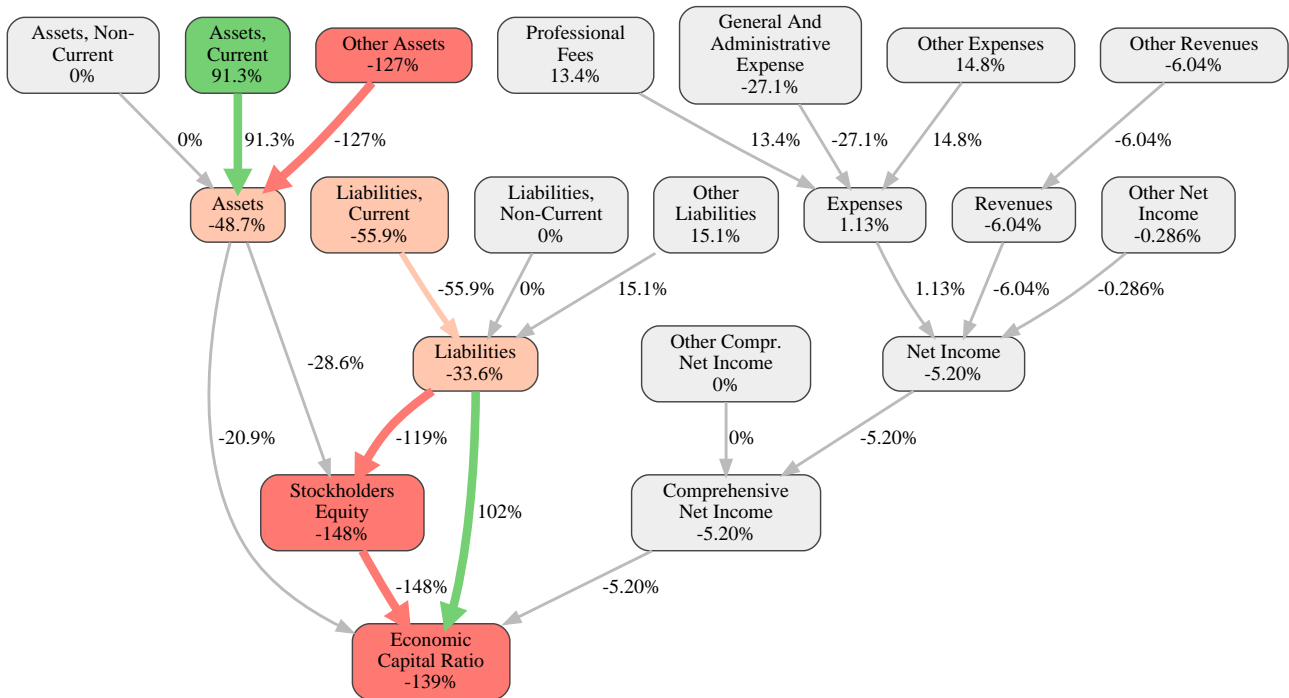 Assets, Non-
Current
0%
Assets,
Current
91.3%
Other Assets
-127%
Professional
Fees
13.4%
General And
Administrative
Expense
-27.1%
Other Expenses
14.8%
Other Revenues
-6.04%
0%
91.3%
-127%
13.4%
-27.1%
14.8%
-6.04%
Assets
-48.7%
Liabilities,
Current
-55.9%
Liabilities,
Non-Current
0%
Other
Liabilities
15.1%
Expenses
1.13%
Revenues
-6.04%
Other Net
Income
-0.286%
-55.9%
0%
15.1%
1.13%
-6.04%
-0.286%
-28.6%
Liabilities
-33.6%
Other Compr.
Net Income
0%
Net Income
-5.20%
-20.9%
-119%
0%
-5.20%
Stockholders
Equity
-148%
102%
Comprehensive
Net Income
-5.20%
-148%
-5.20%
Economic
Capital Ratio
-139%